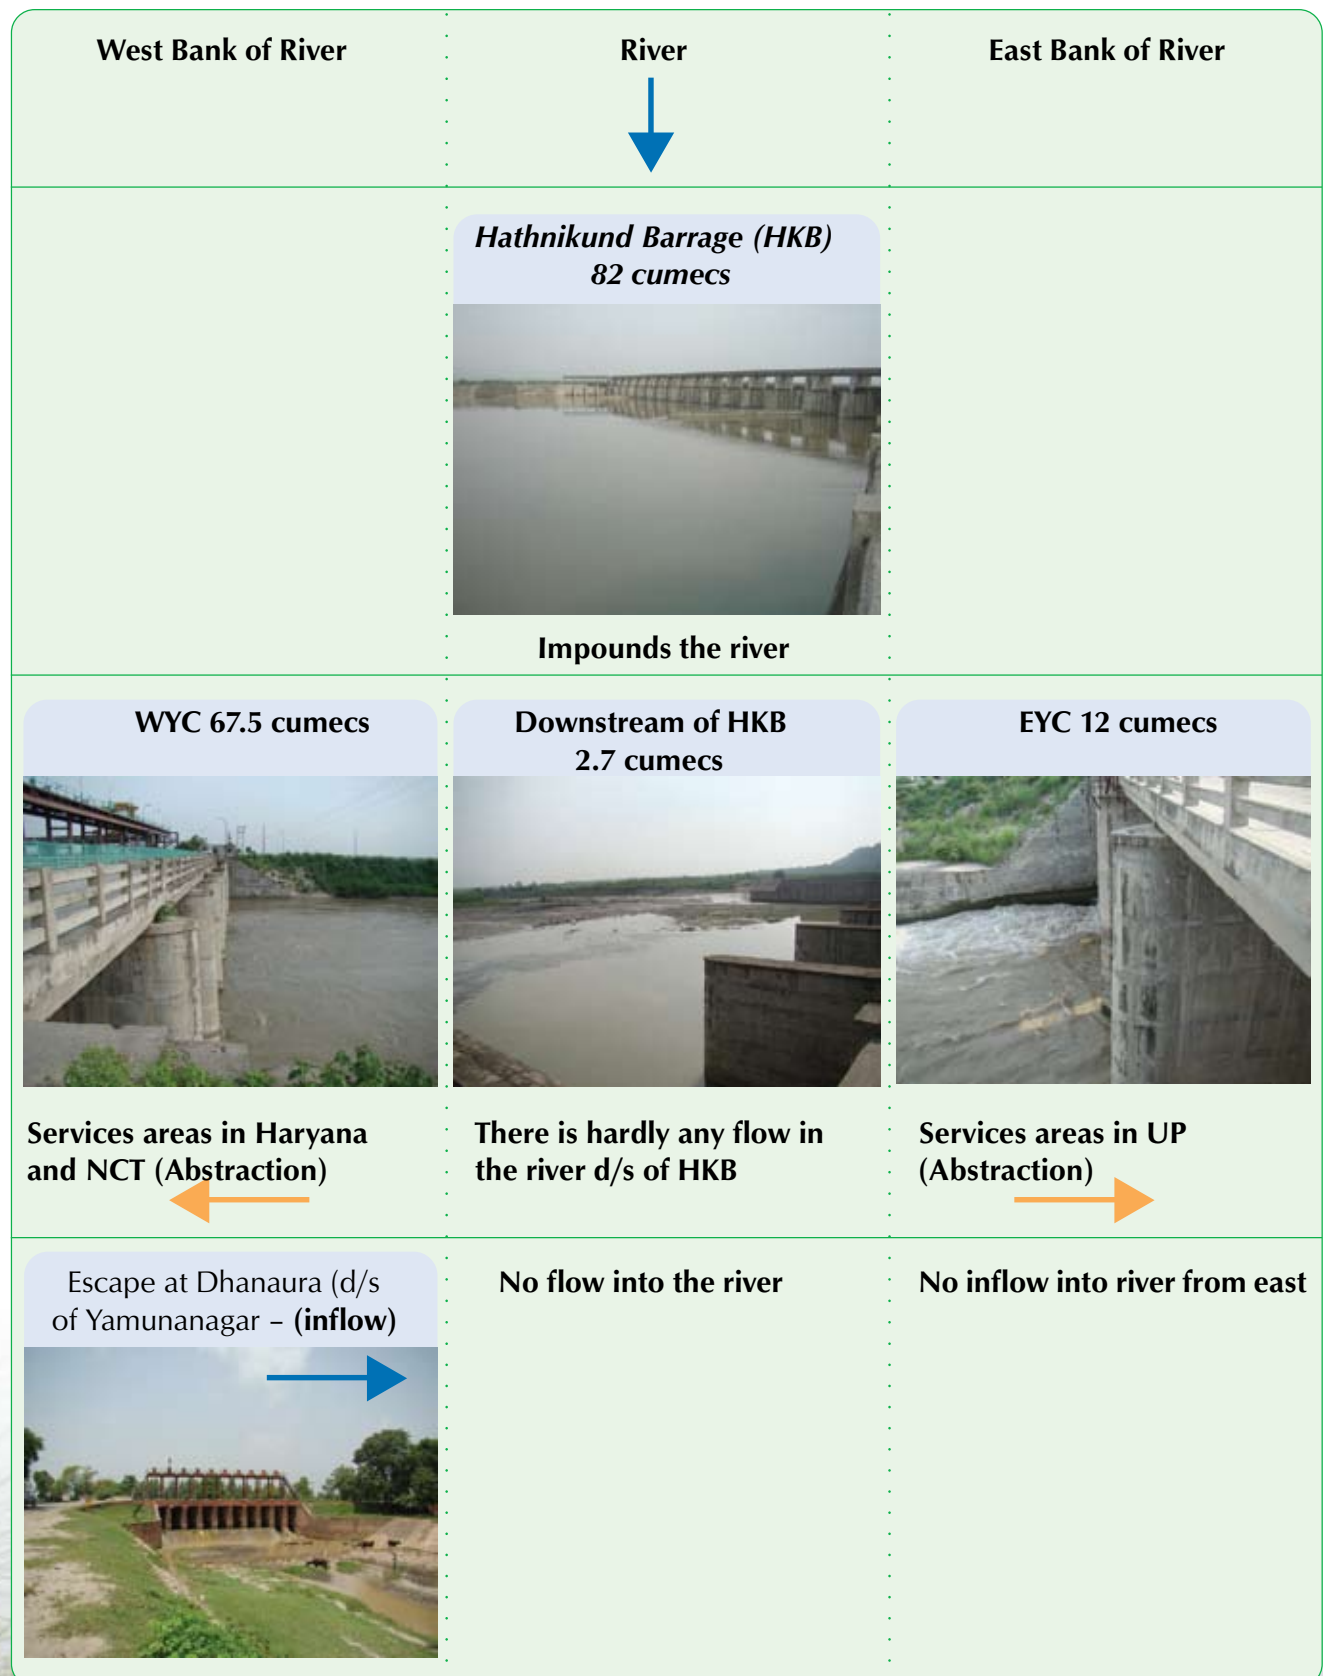 West Bank of River
River
East Bank of River
Hathnikund Barrage (HKB)
82 cumecs
Impounds the river
WYC 67.5 cumecs
Downstream of HKB
2.7 cumecs
EYC 12 cumecs
Services areas in Haryana
and NCT (Abstraction)
There is hardly any flow in
the river d/s of HKB
Services areas in UP
(Abstraction)
Escape at Dhanaura (d/s
of Yamunanagar – (inflow)
No flow into the river
No inflow into river from east